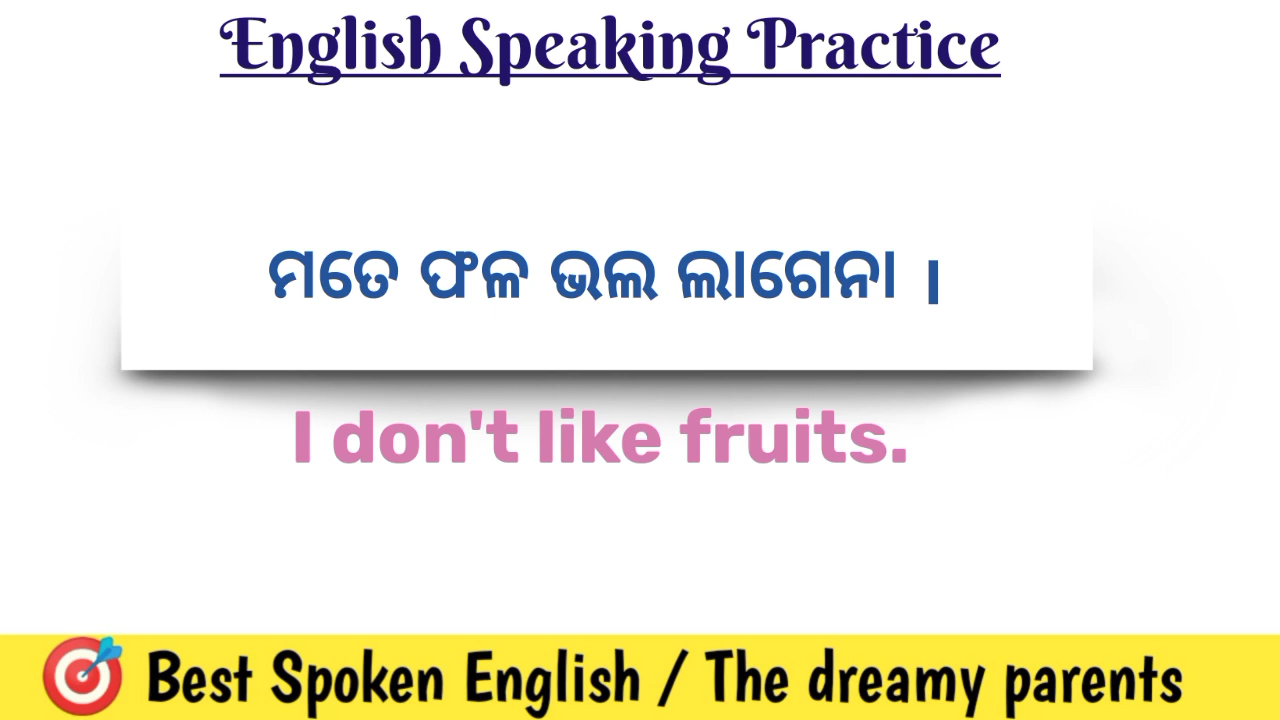 English Speaking Practice
ମତେ ଫଳ ଭଲ ଲାଗେନା ।
I don't like fruits.
Best Spoken English / The dreamy parents